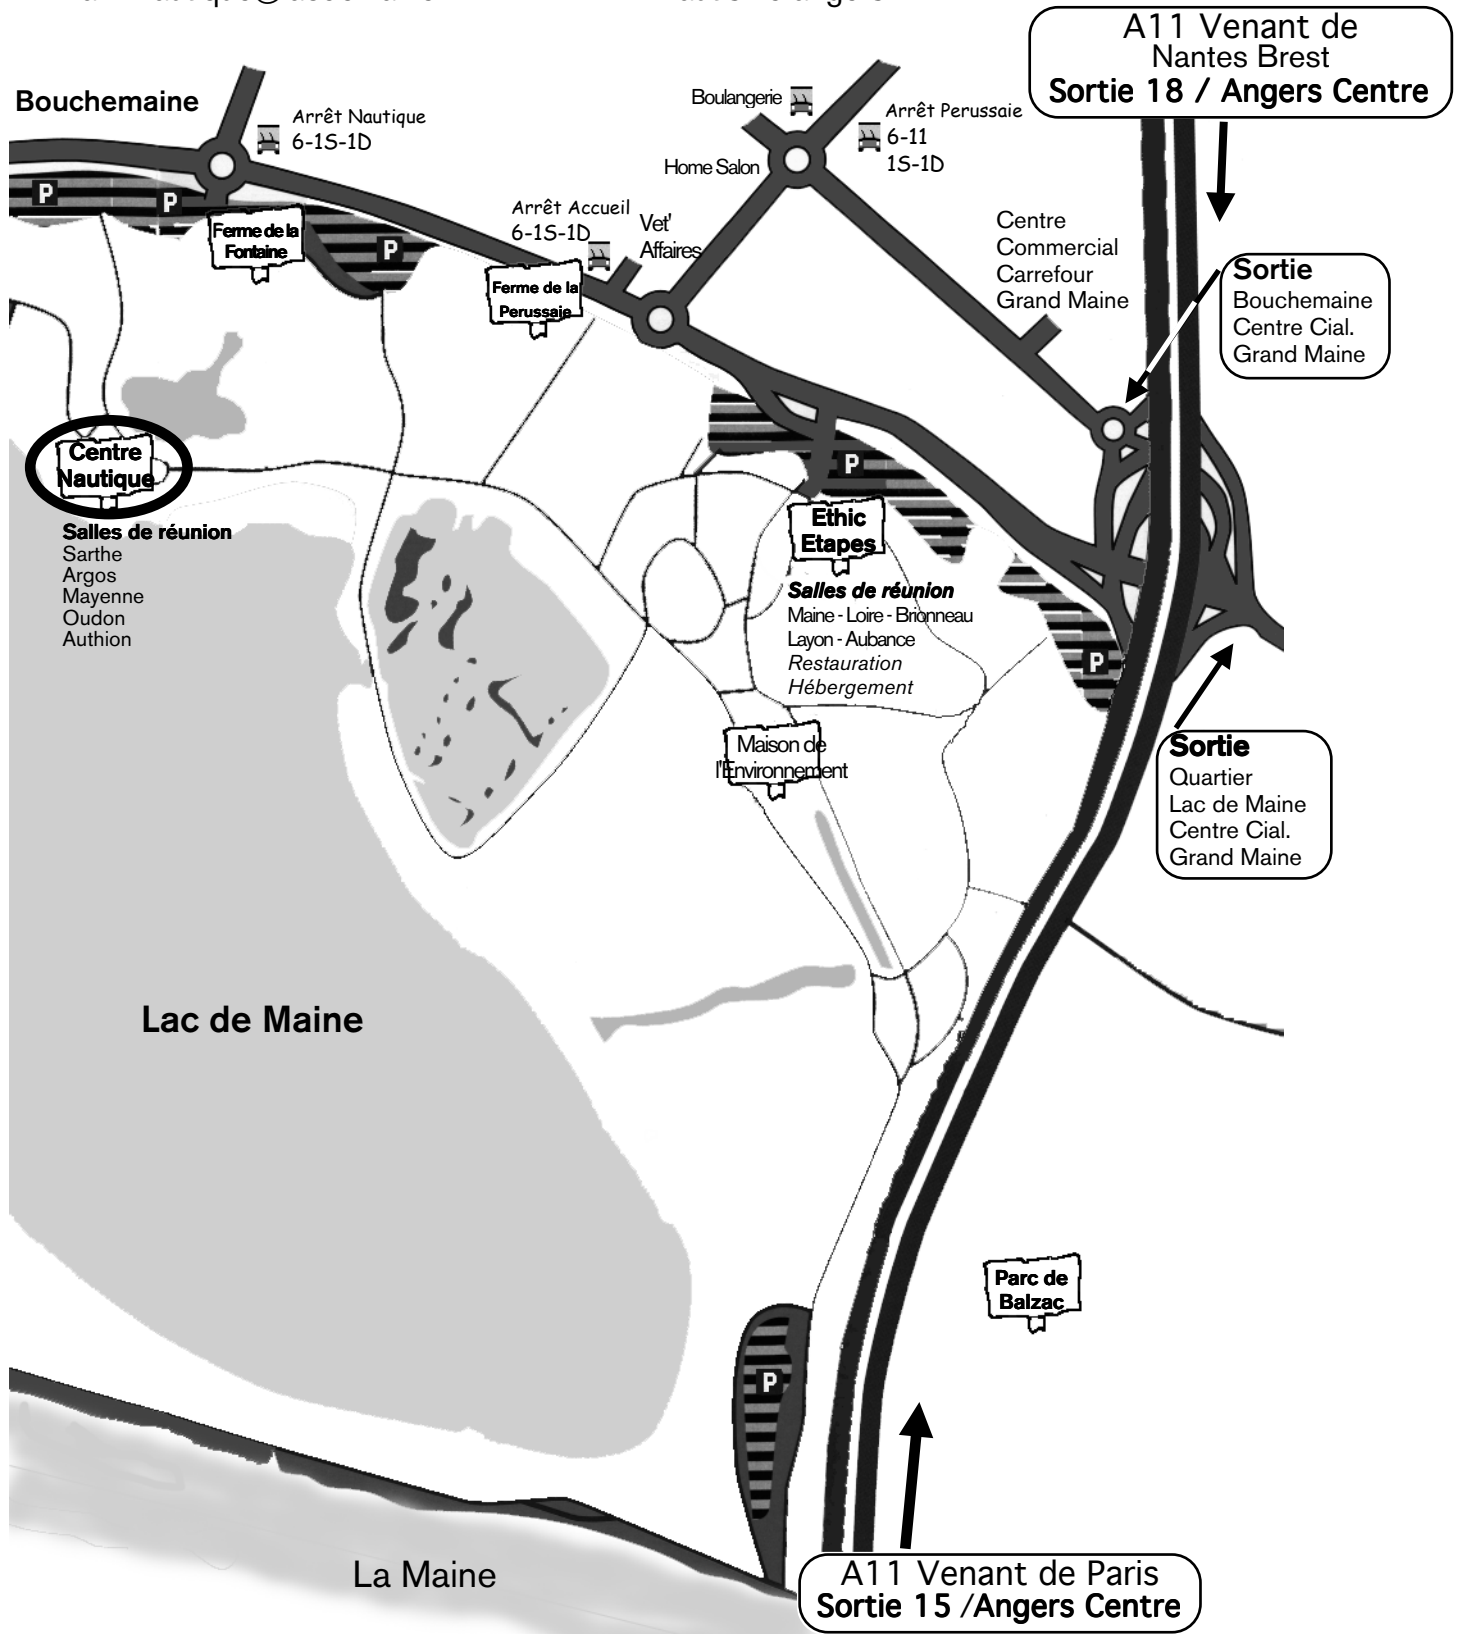 A11 Venant de
Nantes Brest
Sortie 18 / Angers Centre
Bouchemaine
Arrêt Nautique
6-1S-1D
Boulangerie
Arrêt Perussaie
6-11
1S-1D
Home Salon
P
P
P
Ferme de la
Fontaine
Arrêt Accueil
6-1S-1D
Vet'
Affaires
Ferme de la
Perussaie
Centre
Commercial
Carrefour
Grand Maine
Sortie
Bouchemaine
Centre Cial.
Grand Maine
Centre
Nautique
Salles de réunion
Sarthe
Argos
Mayenne
Oudon
Authion
P
Ethic
Etapes
Salles de réunion
Maine - Loire - Brionneau
Layon - Aubance
Restauration
Hébergement
P
Maison de
l'Environnement
Sortie
Quartier
Lac de Maine
Centre Cial.
Grand Maine
Lac de Maine
Parc de
Balzac
P
La Maine
A11 Venant de Paris
Sortie 15 /Angers Centre